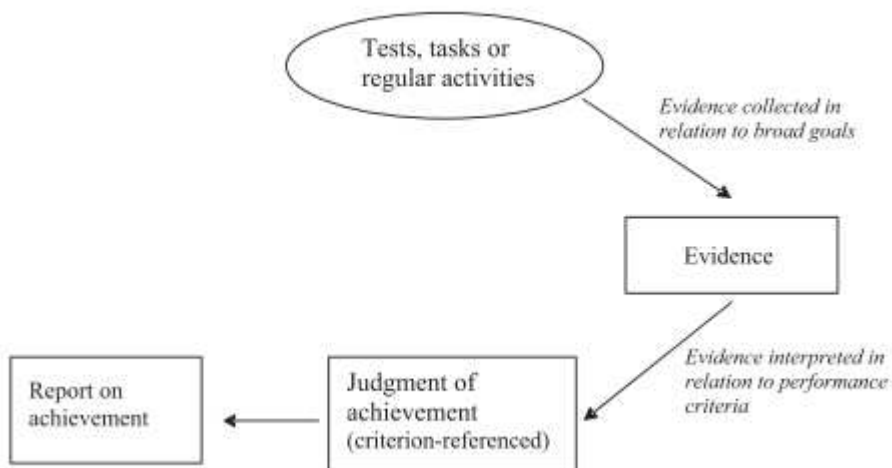 Tests, tasks or
regular activities
Evidence collected in
relation to broad goals
Evidence
Evidence interpreted in
relation to performance
criteria
Judgment of
achievement
(criterion-referenced)
Report on
achievement